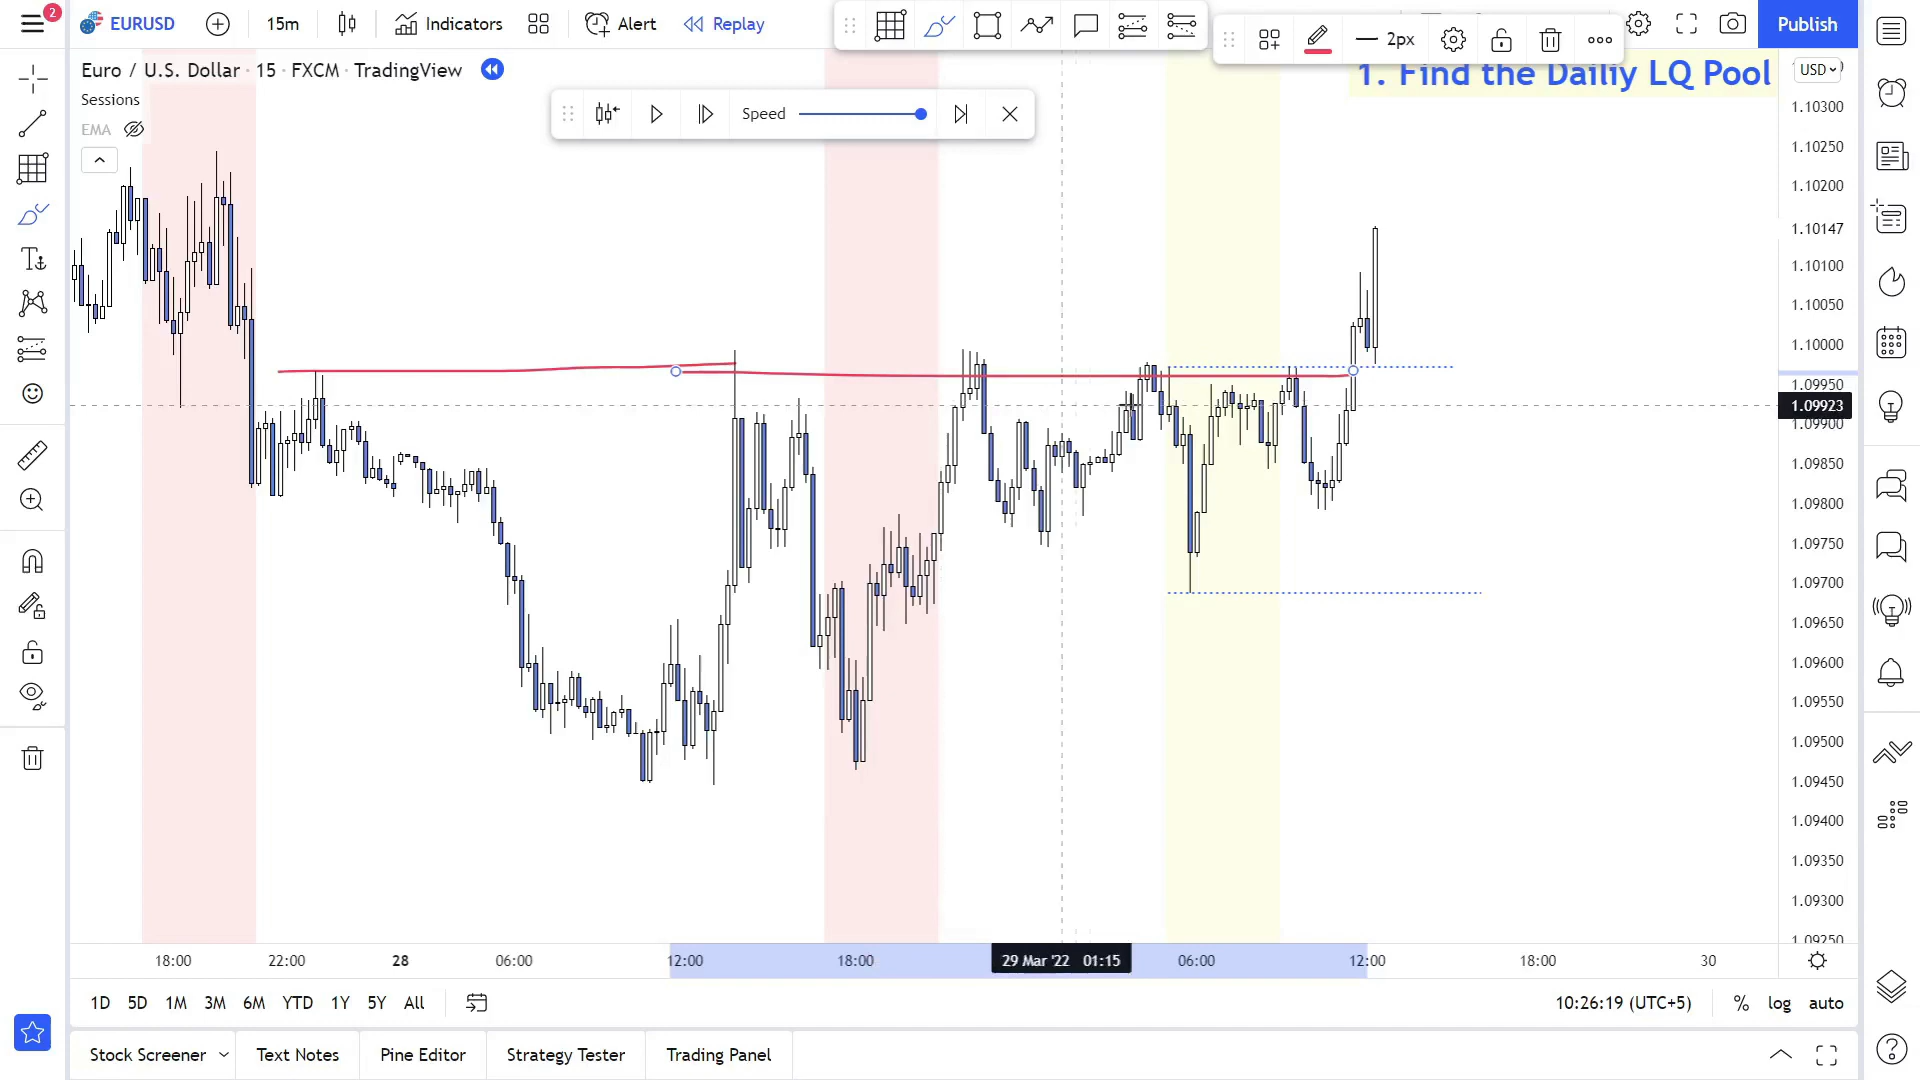 2
EURUSD
15m
Indicators
Alert
Replay
2px
Publish
Euro / U.S. Dollar · 15 · FXCM · TradingView
1. Find the Dailiy LQ Pool
USD
Sessions
EMA
Speed
1.10300
1.10250
1.10200
1.10147
1.10100
1.10050
1.10000
1.09950
1.09923
1.09900
1.09850
1.09800
1.09750
1.09700
1.09650
1.09600
1.09550
1.09500
1.09450
1.09400
1.09350
1.09300
1.09250
18:00
22:00
28
06:00
12:00
18:00
29 Mar '22 01:15
06:00
12:00
18:00
30
1D
5D
1M
3M
6M
YTD
1Y
5Y
All
10:26:19 (UTC+5)
%
log
auto
Stock Screener
Text Notes
Pine Editor
Strategy Tester
Trading Panel